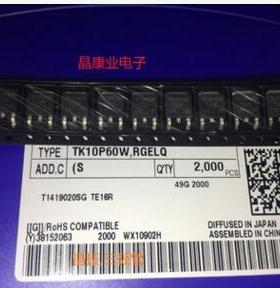 晶康业电子
TYPE TK10P60W,RGELQ
ADD.C (S Q'TY 2,000 PCS
49G 2000
T1419020SG TE16R
[[G]]/RoHS COMPATIBLE DIFFUSED IN JAPAN
(Y)38152063 2000 WX10902H ASSEMBLED IN CHINA